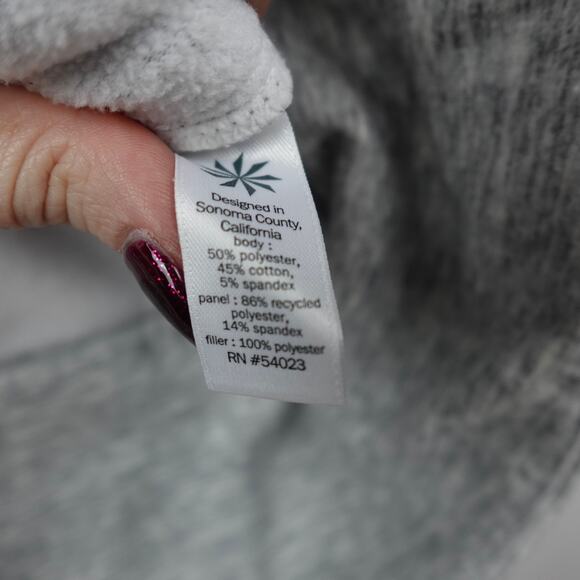 Designed in
Sonoma County,
California
body :
50% polyester,
45% cotton,
5% spandex
panel : 86% recycled
polyester,
14% spandex
filler : 100% polyester
RN #54023